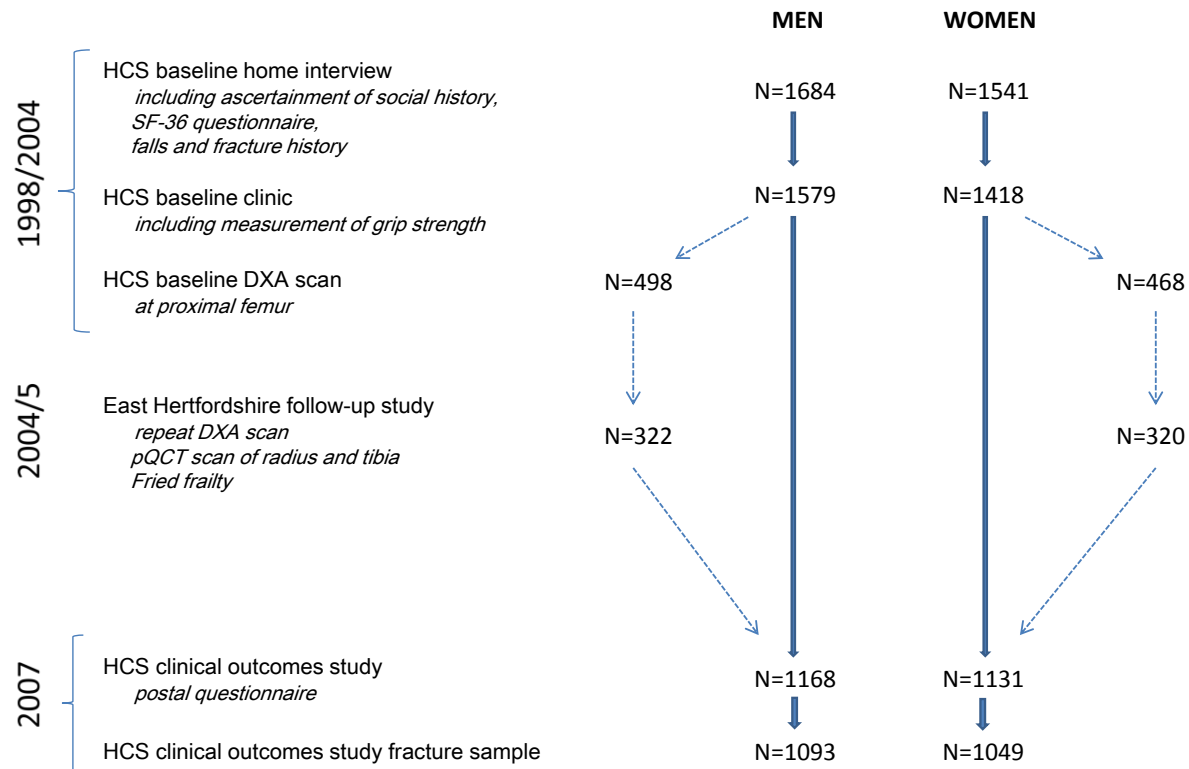 MEN WOMEN
1998/2004
HCS baseline home interview
including ascertainment of social history,
SF-36 questionnaire,
falls and fracture history
N=1684 N=1541
HCS baseline clinic
including measurement of grip strength
N=1579 N=1418
HCS baseline DXA scan
at proximal femur
N=498 N=468
2004/5
East Hertfordshire follow-up study
repeat DXA scan
pQCT scan of radius and tibia
Fried frailty
N=322 N=320
2007
HCS clinical outcomes study
postal questionnaire
N=1168 N=1131
HCS clinical outcomes study fracture sample
N=1093 N=1049